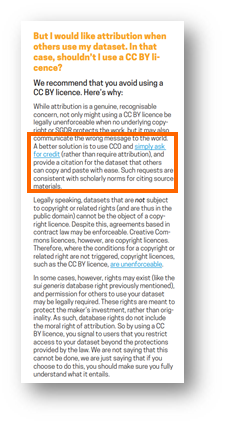 But I would like attribution when
others use my dataset. In that
case, shouldn't I use a CC BY li-
cence?
We recommend that you avoid using a
CC BY licence. Here's why:
While attribution is a genuine, recognisable
concern, not only might using a CC BY licence be
legally unenforceable when no underlying copy-
right or SGDR protects the work, but it may also
communicate the wrong message to the world.
A better solution is to use CC0 and simply ask
for credit (rather than require attribution), and
provide a citation for the dataset that others
can copy and paste with ease. Such requests are
consistent with scholarly norms for citing source
materials.
Legally speaking, datasets that are not subject
to copyright or related rights (and are thus in the
public domain) cannot be the object of a copy-
right licence. Despite this, agreements based in
contract law may be enforceable. Creative Com-
mons licences, however, are copyright licences.
Therefore, where the conditions for a copyright or
related right are not triggered, copyright licences,
such as the CC BY licence, are unenforceable.
In some cases, however, rights may exist (like the
sui generis database right previously mentioned),
and permission for others to use your dataset
may be legally required. These rights are meant to
protect the maker's investment, rather than origi-
nality. As such, database rights do not include
the moral right of attribution. So by using a CC
BY licence, you signal to users that you restrict
access to your dataset beyond the protections
provided by the law. We are not saying that this
cannot be done, we are just saying that if you
choose to do this, you should make sure you fully
understand what it entails.